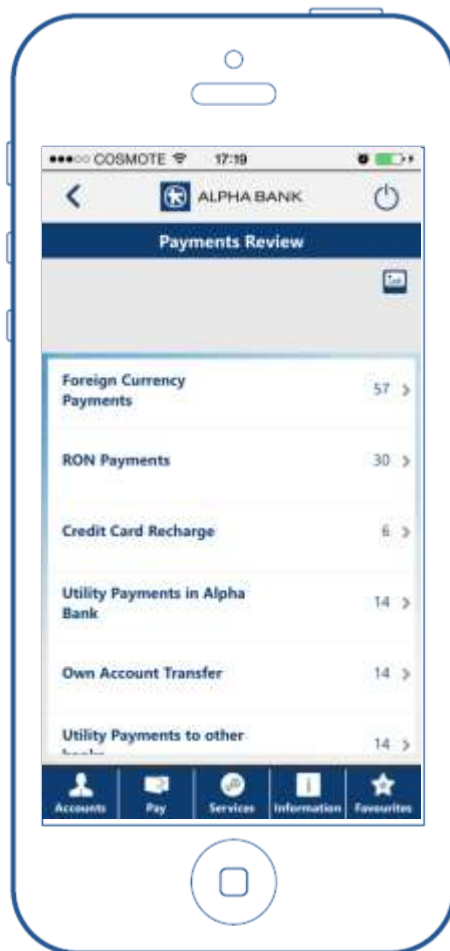 COSMOTE 17:19
ALPHA BANK
Payments Review
Foreign Currency
Payments
57
RON Payments
30
Credit Card Recharge
6
Utility Payments in Alpha
Bank
14
Own Account Transfer
14
Utility Payments to other
14
Accounts Pay Services Information Favourites